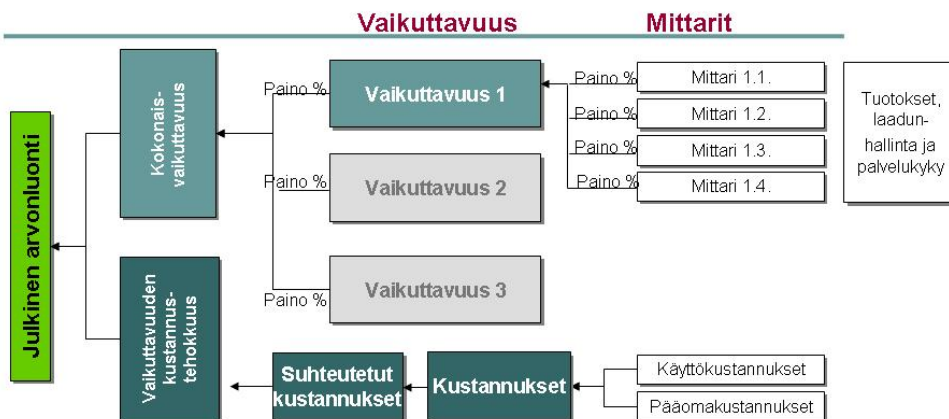 Vaikuttavuus
Mittarit
Julkinen arvonluonti
Kokonais-
vaikuttavuus
Paino %
Vaikuttavuus 1
Paino %
Mittari 1.1.
Paino %
Mittari 1.2.
Paino %
Mittari 1.3.
Paino %
Mittari 1.4.
Tuotokset,
laadun-
hallinta ja
palvelukyky
Paino %
Vaikuttavuus 2
Paino %
Vaikuttavuus 3
Vaikuttavuuden
kustannus-
tehokkuus
Suhteutetut
kustannukset
Kustannukset
Käyttökustannukset
Pääomakustannukset